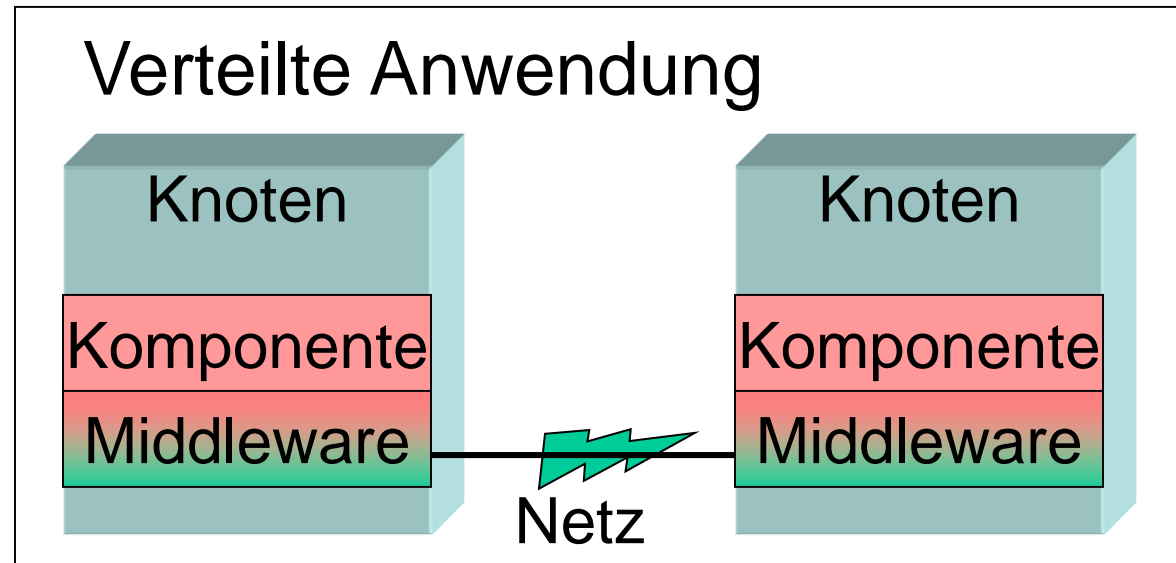 Verteilte Anwendung
Knoten
Komponente
Middleware
Knoten
Komponente
Middleware
Netz